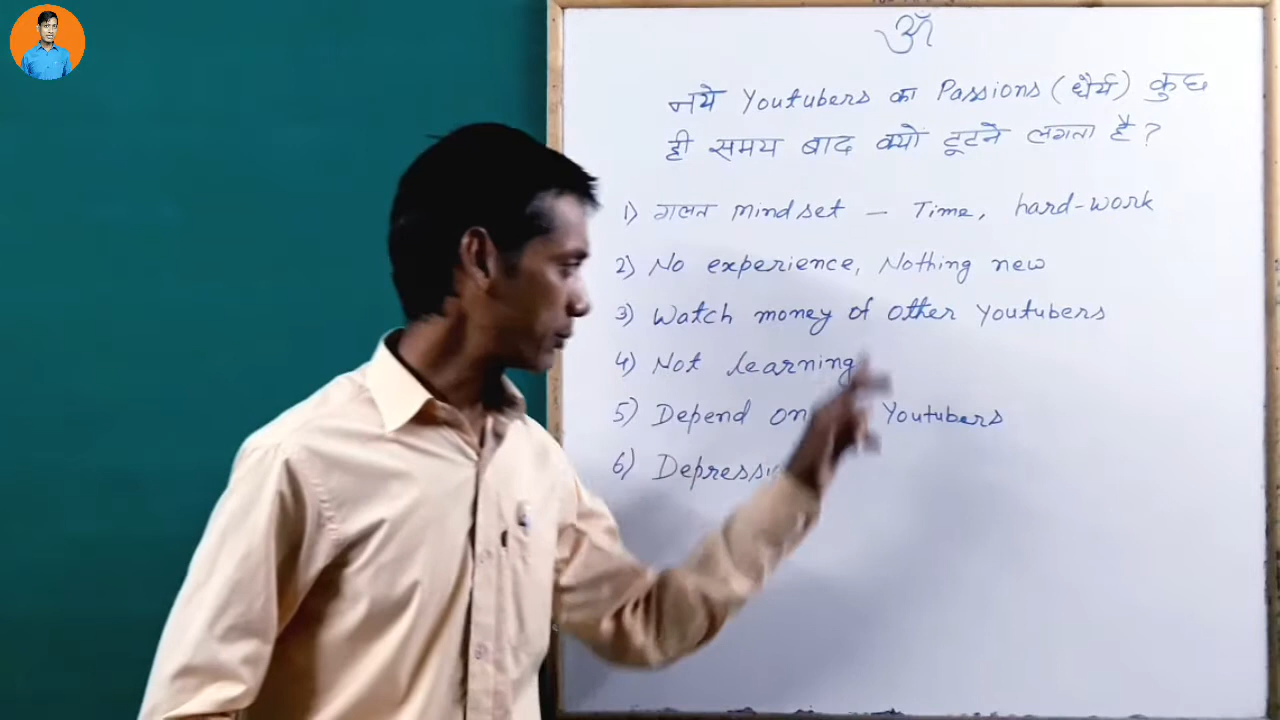 ॐ
नये Youtubers का Passions (धैर्य) कुछ
ही समय बाद क्यों टूटने लगता है ?
1) गलत mindset – Time, hard-work
2) No experience, Nothing new
3) Watch money of other Youtubers
4) Not learning
5) Depend on Youtubers
6)